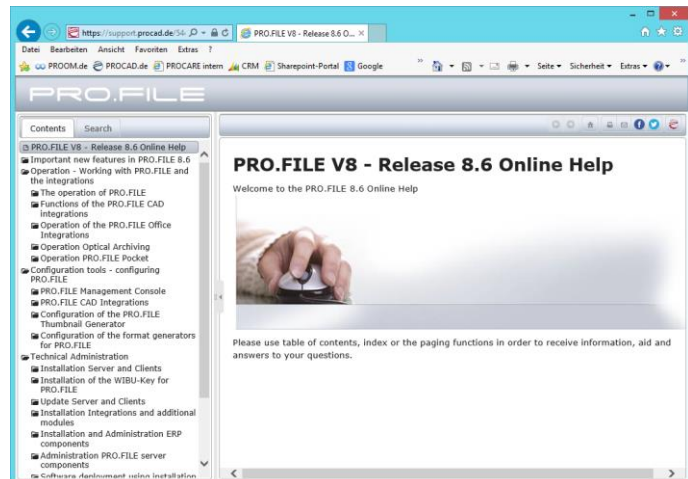 https://support.procad.de/54
PRO.FILE V8 - Release 8.6 O...
Datei Bearbeiten Ansicht Favoriten Extras ?
PROOM.de PROCAD.de PROCARE intern CRM Sharepoint-Portal Google
Seite Sicherheit Extras
PRO.FILE
Contents Search
PRO.FILE V8 - Release 8.6 Online Help
Important new features in PRO.FILE 8.6
Operation - Working with PRO.FILE and
the integrations
The operation of PRO.FILE
Functions of the PRO.FILE CAD
integrations
Operation of the PRO.FILE Office
Integrations
Operation Optical Archiving
Operation PRO.FILE Pocket
Configuration tools - configuring
PRO.FILE
PRO.FILE Management Console
PRO.FILE CAD Integrations
Configuration of the PRO.FILE
Thumbnail Generator
Configuration of the format generators
for PRO.FILE
Technical Administration
Installation Server and Clients
Installation of the WIBU-Key for
PRO.FILE
Update Server and Clients
Installation Integrations and additional
modules
Installation and Administration ERP
components
Administration PRO.FILE server
components
Software deployment using installation
PRO.FILE V8 - Release 8.6 Online Help
Welcome to the PRO.FILE 8.6 Online Help
Please use table of contents, index or the paging functions in order to receive information, aid and
answers to your questions.